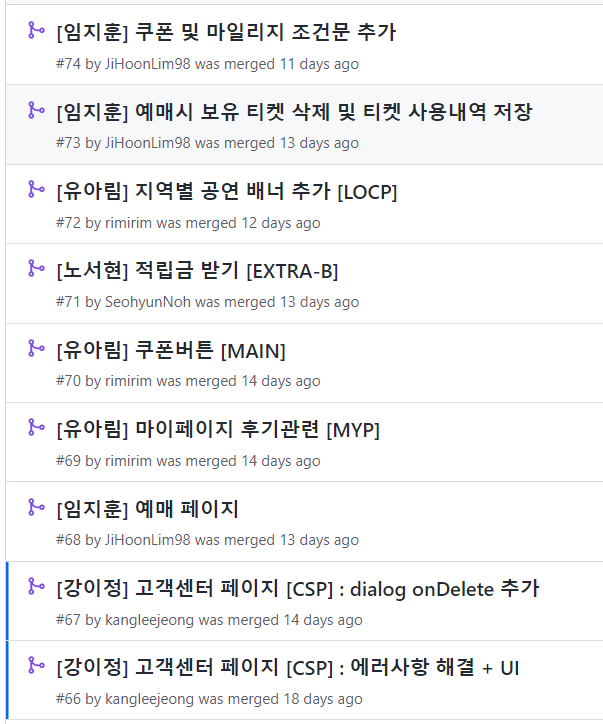 [임지훈] 쿠폰 및 마일리지 조건문 추가
#74 by JiHoonLim98 was merged 11 days ago
[임지훈] 예매시 보유 티켓 삭제 및 티켓 사용내역 저장
#73 by JiHoonLim98 was merged 13 days ago
[유아림] 지역별 공연 배너 추가 [LOCP]
#72 by rimirim was merged 12 days ago
[노서현] 적립금 받기 [EXTRA-B]
#71 by SeohyunNoh was merged 13 days ago
[유아림] 쿠폰버튼 [MAIN]
#70 by rimirim was merged 14 days ago
[유아림] 마이페이지 후기관련 [MYP]
#69 by rimirim was merged 14 days ago
[임지훈] 예매 페이지
#68 by JiHoonLim98 was merged 13 days ago
[강이정] 고객센터 페이지 [CSP] : dialog onDelete 추가
#67 by kangleejeong was merged 14 days ago
[강이정] 고객센터 페이지 [CSP] : 에러사항 해결 + UI
#66 by kangleejeong was merged 18 days ago